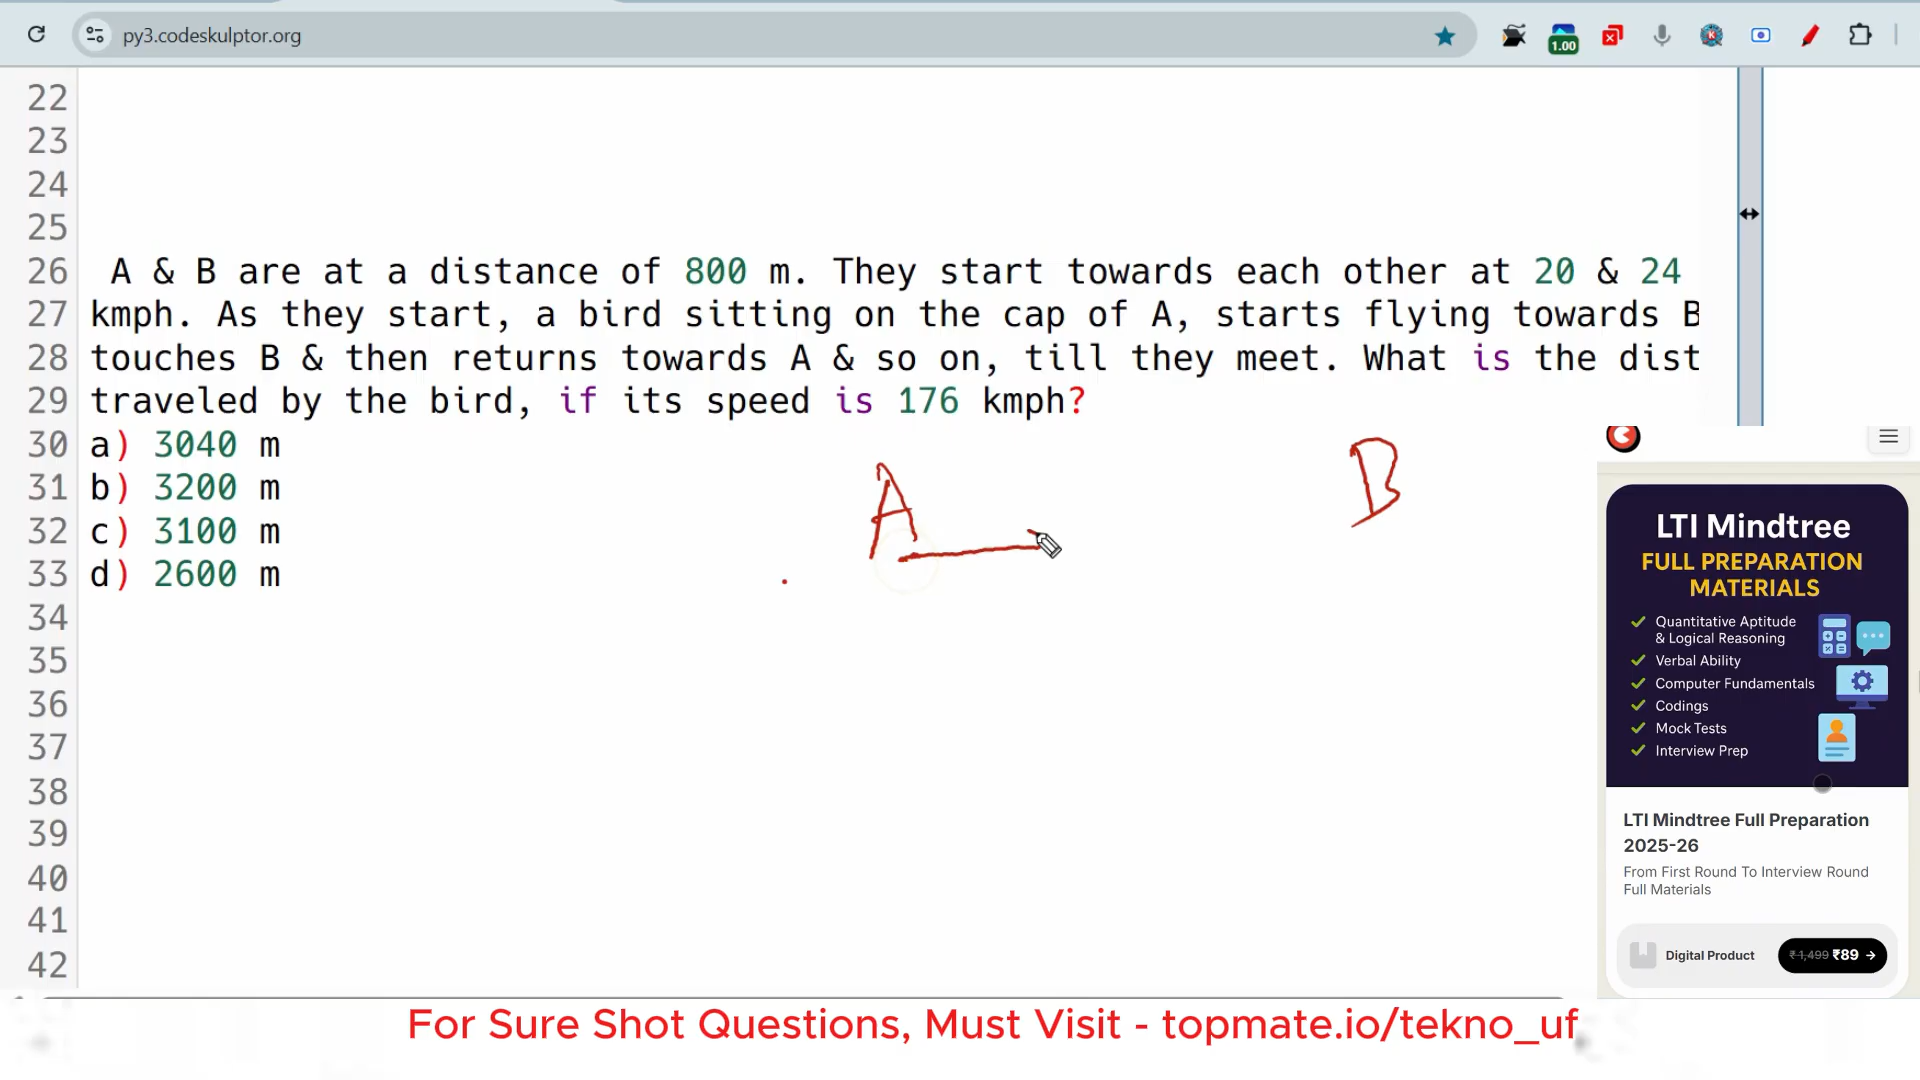 py3.codeskulptor.org
1.00
22
23
24
25
26 A & B are at a distance of 800 m. They start towards each other at 20 & 24
27 kmph. As they start, a bird sitting on the cap of A, starts flying towards B
28 touches B & then returns towards A & so on, till they meet. What is the dist
29 traveled by the bird, if its speed is 176 kmph?
30 a) 3040 m
31 b) 3200 m
32 c) 3100 m
33 d) 2600 m
34
35
36
37
38
39
40
41
42
A
B
LTI Mindtree
FULL PREPARATION
MATERIALS
Quantitative Aptitude
& Logical Reasoning
Verbal Ability
Computer Fundamentals
Codings
Mock Tests
Interview Prep
LTI Mindtree Full Preparation
2025-26
From First Round To Interview Round
Full Materials
Digital Product
₹1,499 ₹89 →
For Sure Shot Questions, Must Visit - topmate.io/tekno_uf